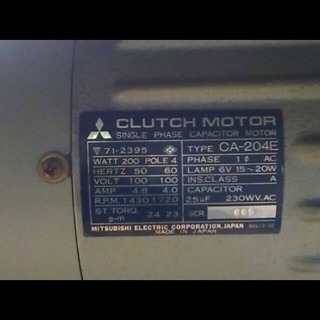 CLUTCH MOTOR
SINGLE PHASE CAPACITOR MOTOR
▽ 71-2395 TYPE CA-204E
WATT 200 POLE 4 PHASE 1ϕ AC
HERTZ 50 60 LAMP 6V 15~20W
VOLT 100 100 INS.CLASS A
AMP 4.8 4.0 CAPACITOR
R.P.M. 1430 1720 25μF 230WV.AC
ST TORQ. g-m 24 23 SER.
MITSUBISHI ELECTRIC CORPORATION, JAPAN
MADE IN JAPAN